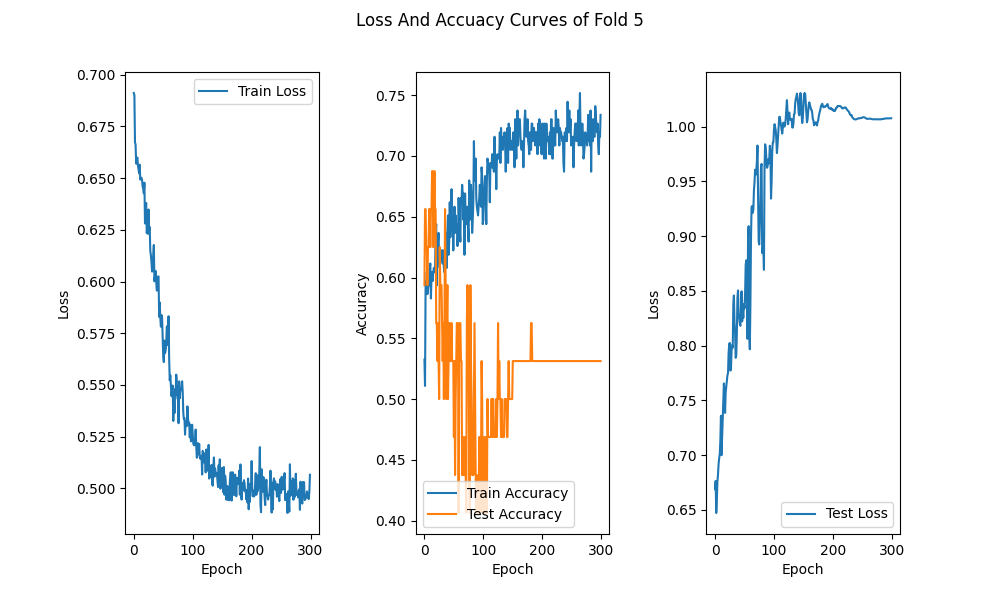 Loss And Accuacy Curves of Fold 5
0.700
0.675
0.650
0.625
0.600
0.575
0.550
0.525
0.500
Loss
Train Loss
0 100 200 300
Epoch
0.75
0.70
0.65
0.60
0.55
0.50
0.45
0.40
Accuracy
Train Accuracy
Test Accuracy
0 100 200 300
Epoch
1.00
0.95
0.90
0.85
0.80
0.75
0.70
0.65
Loss
Test Loss
0 100 200 300
Epoch